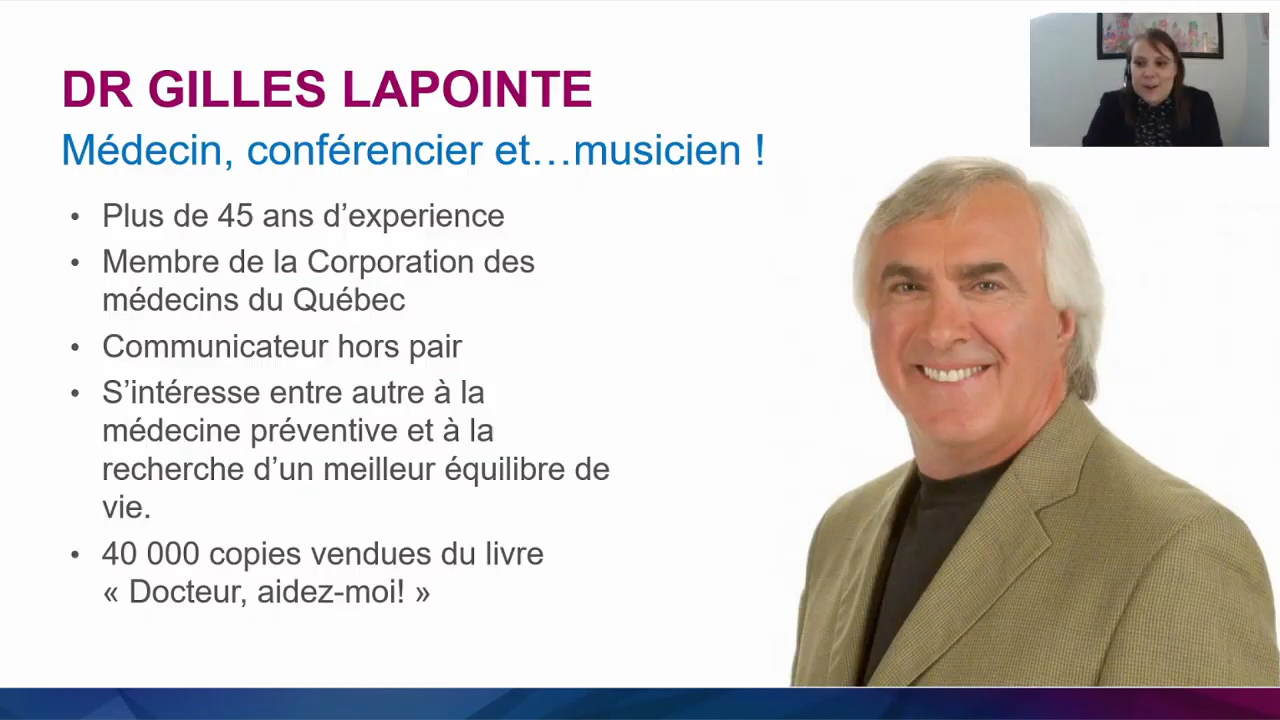 DR GILLES LAPOINTE
Médecin, conférencier et…musicien !
• Plus de 45 ans d’experience
• Membre de la Corporation des
médecins du Québec
• Communicateur hors pair
• S’intéresse entre autre à la
médecine préventive et à la
recherche d’un meilleur équilibre de
vie.
• 40 000 copies vendues du livre
« Docteur, aidez-moi! »